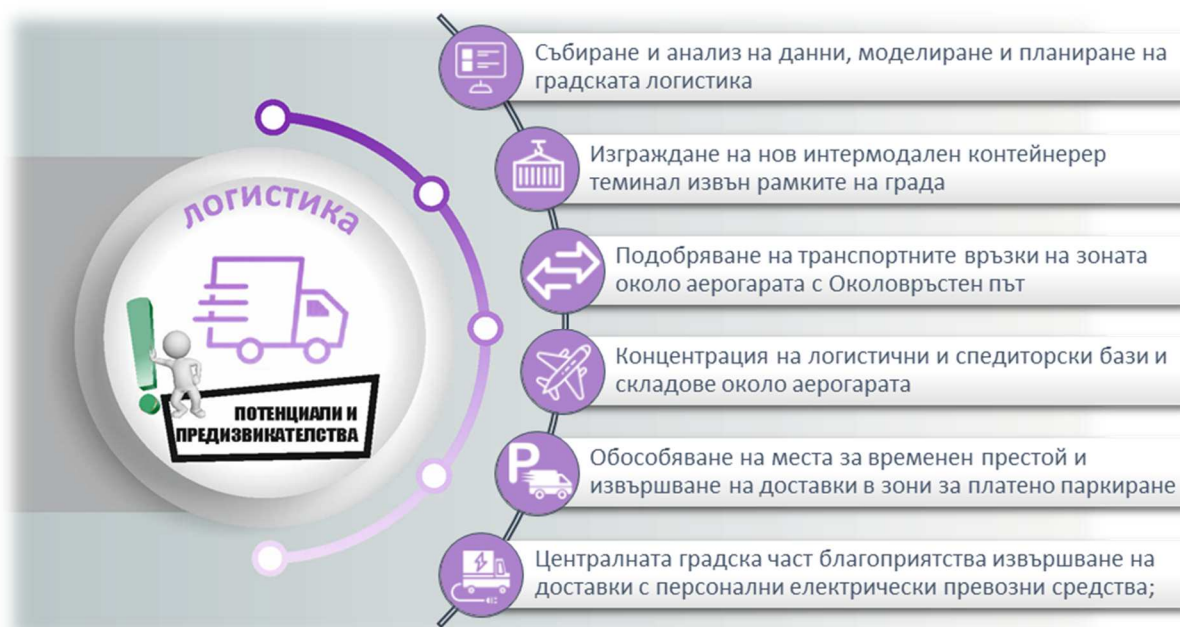 логистика
ПОТЕНЦИАЛИ И
ПРЕДИЗВИКАТЕЛСТВА
Събиране и анализ на данни, моделиране и планиране на
градската логистика
Изграждане на нов интермодален контейнерер
теминал извън рамките на града
Подобряване на транспортните връзки на зоната
около аерогарата с Околовръстен път
Концентрация на логистични и спедиторски бази и
складове около аерогарата
P
Обособяване на места за временен престой и
извършване на доставки в зони за платено паркиране
Централната градска част благоприятства извършване на
доставки с персонални електрически превозни средства;